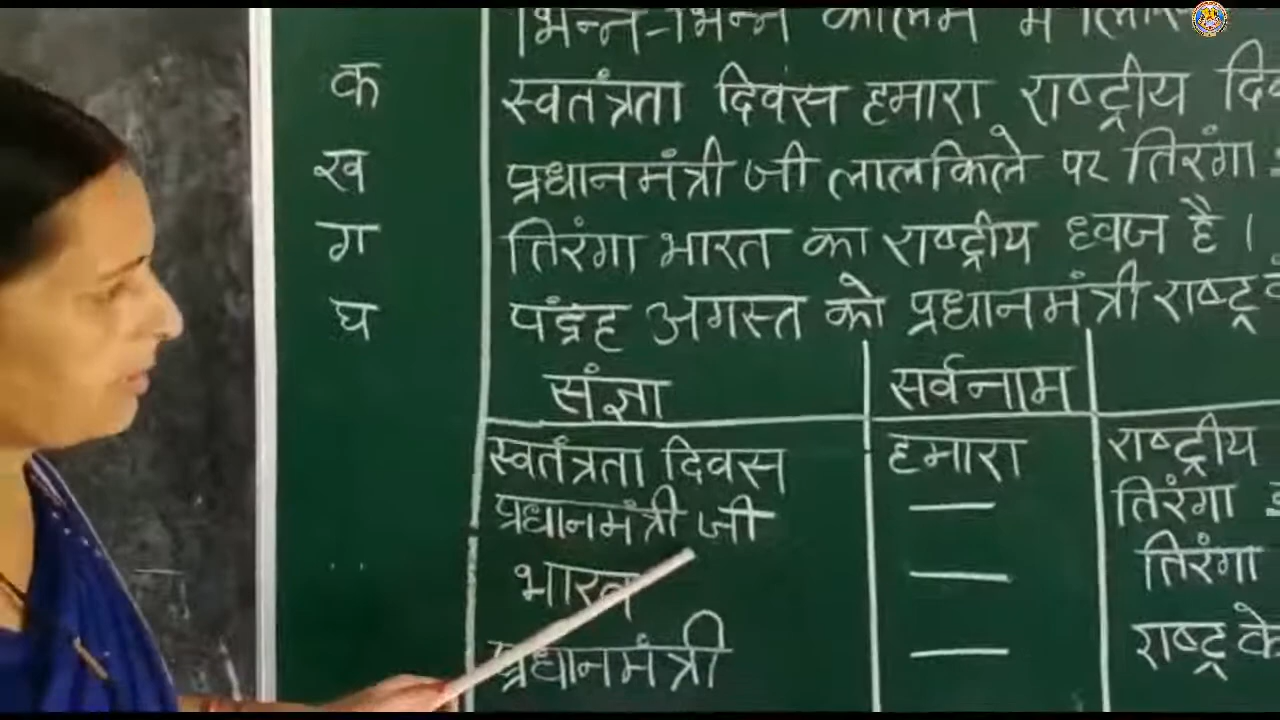 भिन्न-भिन्न कालम में
क स्वतंत्रता दिवस हमारा राष्ट्रीय
ख प्रधानमंत्री जी लालकिले पर तिरंगा
ग तिरंगा भारत का राष्ट्रीय ध्वज है।
घ पंद्रह अगस्त को प्रधानमंत्री राष्ट्र
संज्ञा सर्वनाम
स्वतंत्रता दिवस हमारा राष्ट्रीय
प्रधानमंत्री जी — तिरंगा
भारत — तिरंगा
प्रधानमंत्री — राष्ट्र के